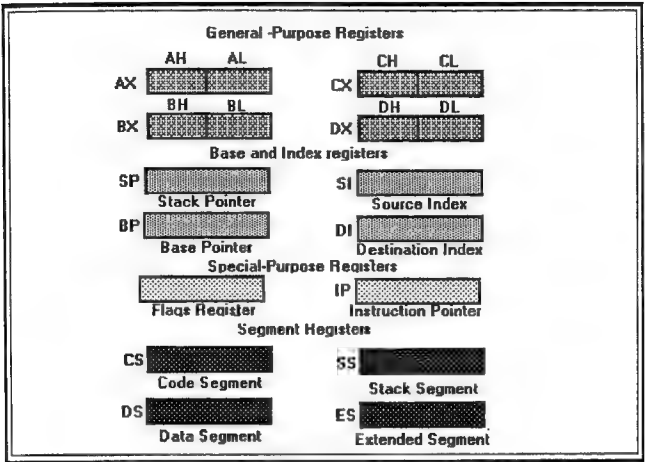 General -Purpose Registers
AH AL CH CL
AX CX
BH BL DH DL
BX DX
Base and Index registers
SP SI
Stack Pointer Source Index
BP DI
Base Pointer Destination Index
Special-Purpose Registers
IP
Flags Register Instruction Pointer
Segment Registers
CS SS
Code Segment Stack Segment
DS ES
Data Segment Extended Segment